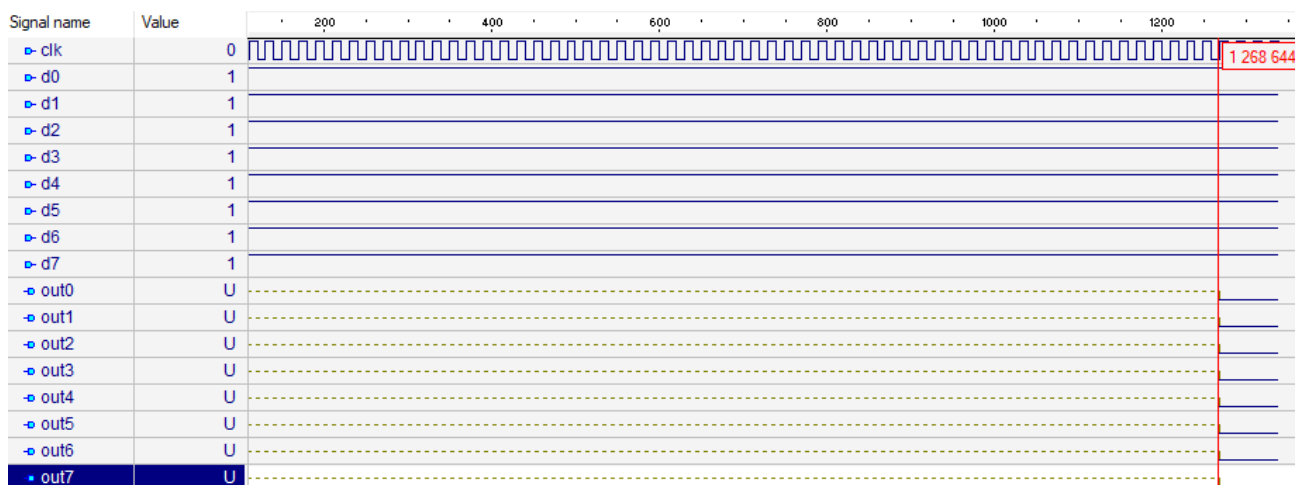 Signal name Value 200 400 600 800 1000 1200
clk 0 1 268 644
d0 1
d1 1
d2 1
d3 1
d4 1
d5 1
d6 1
d7 1
out0 U
out1 U
out2 U
out3 U
out4 U
out5 U
out6 U
out7 U